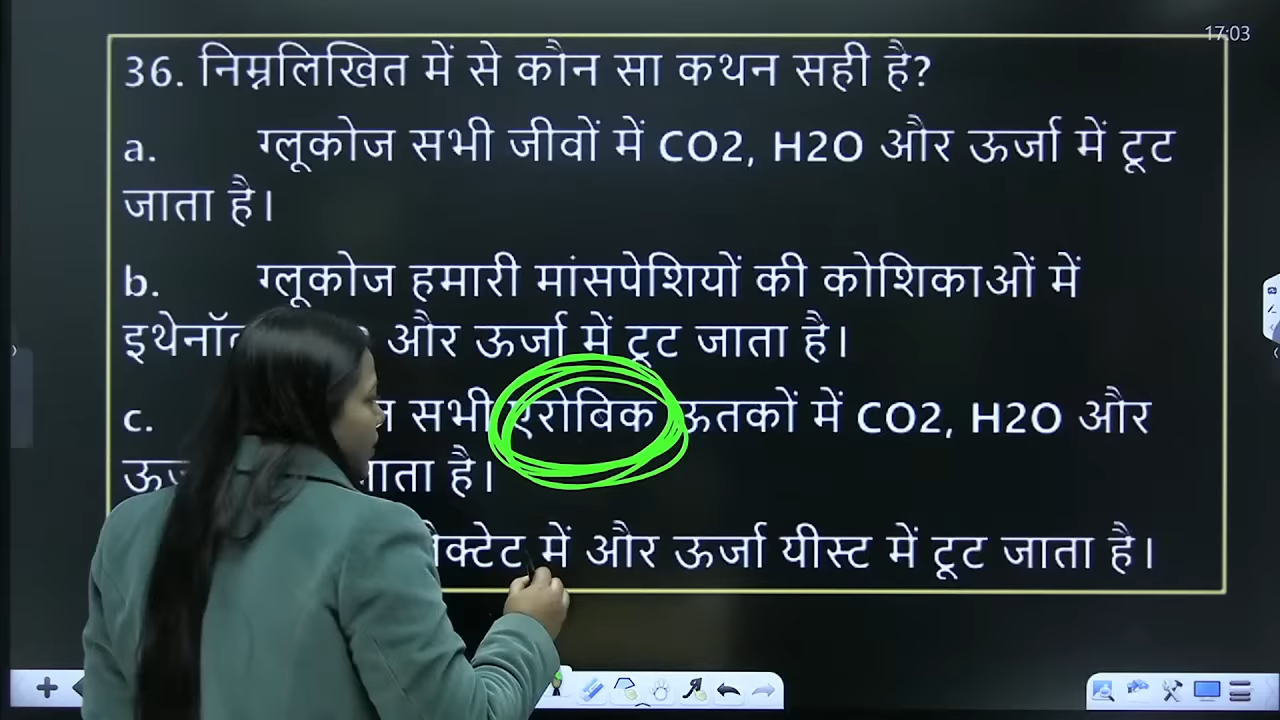 17:03
36. निम्नलिखित में से कौन सा कथन सही है?
a. ग्लूकोज सभी जीवों में CO2, H2O और ऊर्जा में टूट
जाता है।
b. ग्लूकोज हमारी मांसपेशियों की कोशिकाओं में
और ऊर्जा में टूट जाता है।
c. सभी एरोविक ऊतकों में CO2, H2O और
है।
में और ऊर्जा यीस्ट में टूट जाता है।